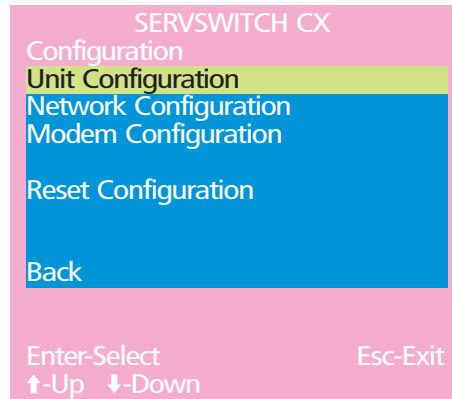 SERVSWITCH CX
Configuration
Unit Configuration
Network Configuration
Modem Configuration
Reset Configuration
Back
Enter-Select Esc-Exit
↑-Up ↓-Down